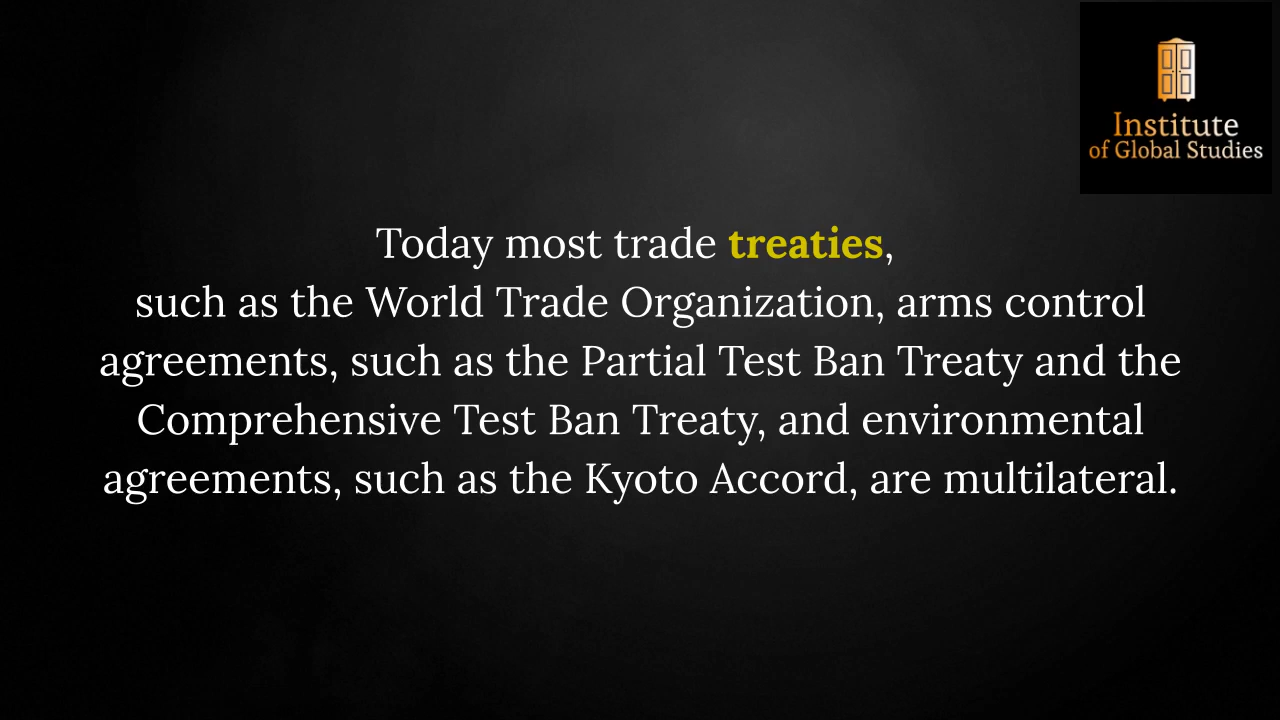 Institute
of Global Studies
Today most trade treaties,
such as the World Trade Organization, arms control
agreements, such as the Partial Test Ban Treaty and the
Comprehensive Test Ban Treaty, and environmental
agreements, such as the Kyoto Accord, are multilateral.